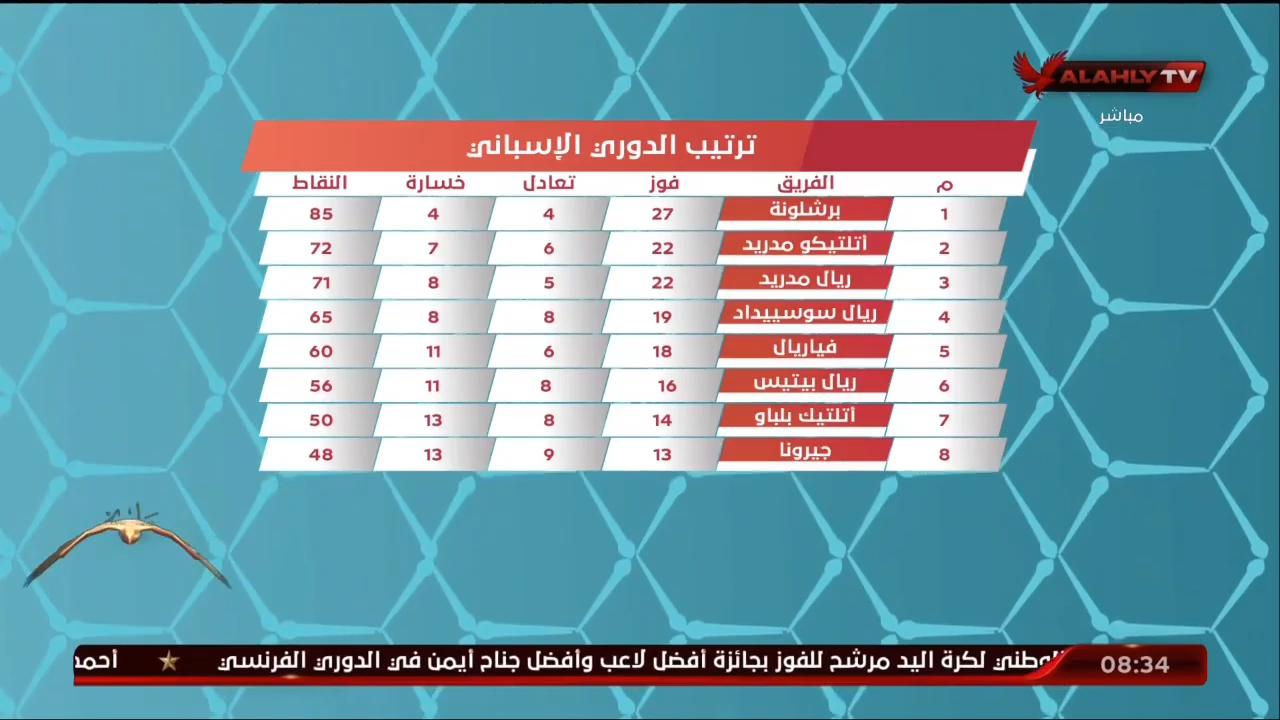 ALAHLY TV
مباشر
ترتيب الدوري الإسباني
م الفريق فوز تعادل خسارة النقاط
1 برشلونة 27 4 4 85
2 أتلتيكو مدريد 22 6 7 72
3 ريال مدريد 22 5 8 71
4 ريال سوسييداد 19 8 8 65
5 فياريال 18 6 11 60
6 ريال بيتيس 16 8 11 56
7 أتلتيك بلباو 14 8 13 50
8 جيرونا 13 9 13 48
08:34 لكرة اليد مرشح للفوز بجائزة أفضل لاعب وأفضل جناح أيمن في الدوري الفرنسي